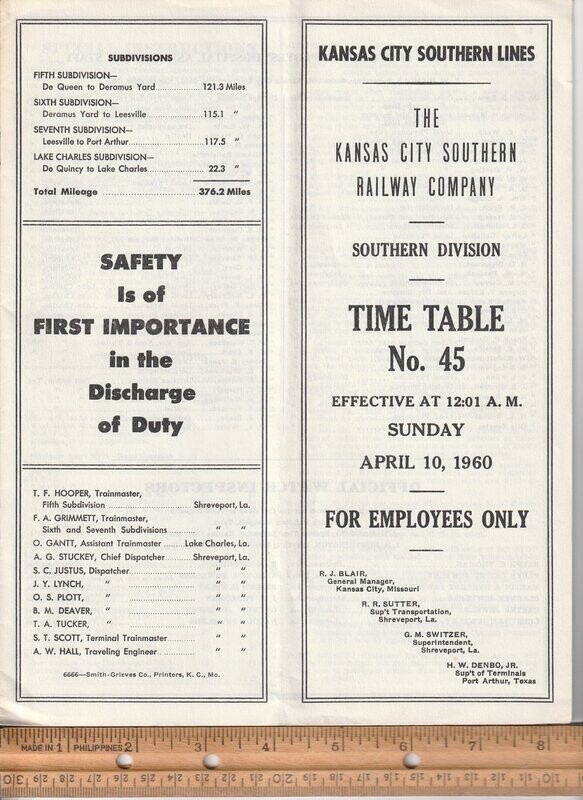 SUBDIVISIONS
FIFTH SUBDIVISION—
De Queen to Deramus Yard....................121.3 Miles
SIXTH SUBDIVISION—
Deramus Yard to Leesville....................115.1 "
SEVENTH SUBDIVISION—
Leesville to Port Arthur....................117.5 "
LAKE CHARLES SUBDIVISION—
De Quincy to Lake Charles.................... 22.3 "
Total Mileage ....................376.2 Miles
SAFETY
Is of
FIRST IMPORTANCE
in the
Discharge
of Duty
T. F. HOOPER, Trainmaster,
Fifth Subdivision ....................Shreveport, La.
F. A. GRIMMETT, Trainmaster,
Sixth and Seventh Subdivisions.......... " "
O. GANTT, Assistant Trainmaster ........Lake Charles, La.
A. G. STUCKEY, Chief Dispatcher..........Shreveport, La.
S. C. JUSTUS, Dispatcher.................... " "
J. Y. LYNCH, " .................... " "
O. S. PLOTT, " .................... " "
B. M. DEAVER, " .................... " "
T. A. TUCKER, " .................... " "
S. T. SCOTT, Terminal Trainmaster.......... " "
A. W. HALL, Traveling Engineer.......... " "
6666—Smith-Grieves Co., Printers, K. C., Mo.
KANSAS CITY SOUTHERN LINES
THE
KANSAS CITY SOUTHERN
RAILWAY COMPANY
SOUTHERN DIVISION
TIME TABLE
No. 45
EFFECTIVE AT 12:01 A. M.
SUNDAY
APRIL 10, 1960
FOR EMPLOYEES ONLY
R. J. BLAIR,
General Manager,
Kansas City, Missouri
R. R. SUTTER,
Sup't Transportation,
Shreveport, La.
G. M. SWITZER,
Superintendent,
Shreveport, La.
H. W. DENBO, JR.
Sup't of Terminals
Port Arthur, Texas
MADE IN 1 PHILIPPINES 2 3 4 5 6 7 8